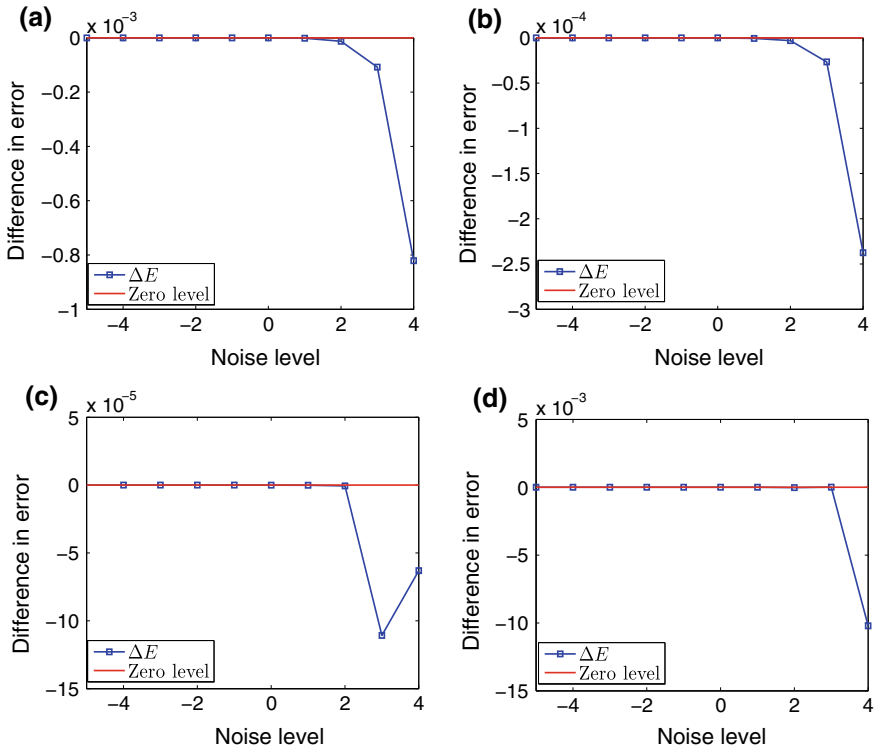 (a)
x 10−3
0
−0.2
−0.4
−0.6
−0.8
−1
Difference in error
ΔE
Zero level
−4 −2 0 2 4
Noise level
(b)
x 10−4
0
−0.5
−1
−1.5
−2
−2.5
−3
Difference in error
ΔE
Zero level
−4 −2 0 2 4
Noise level
(c)
x 10−5
5
0
−5
−10
−15
Difference in error
ΔE
Zero level
−4 −2 0 2 4
Noise level
(d)
x 10−3
5
0
−5
−10
−15
Difference in error
ΔE
Zero level
−4 −2 0 2 4
Noise level